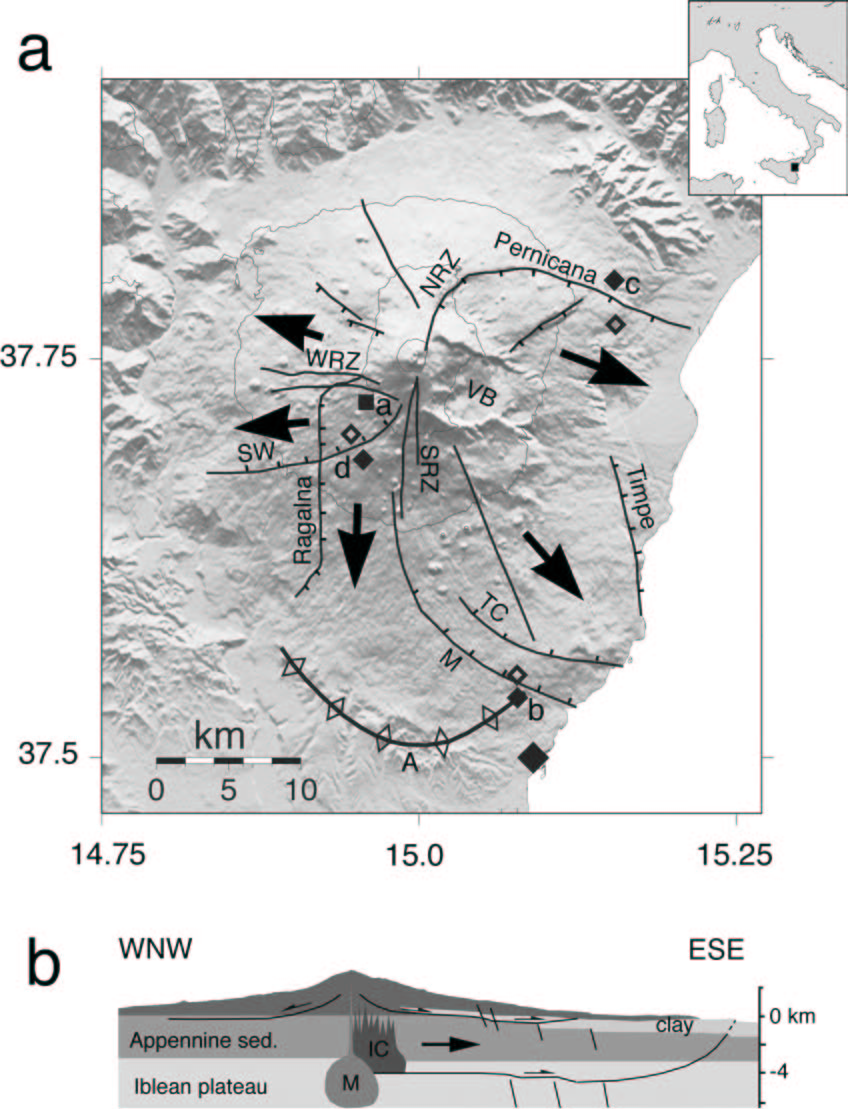 a
37.75
37.5
14.75
15.0
15.25
NRZ
Pernicana
c
WRZ
a
VB
SW
d
SRZ
Ragalna
Timpe
TC
M
b
A
km
0
5
10
b
WNW
ESE
0 km
clay
Appennine sed.
IC
-4
Iblean plateau
M